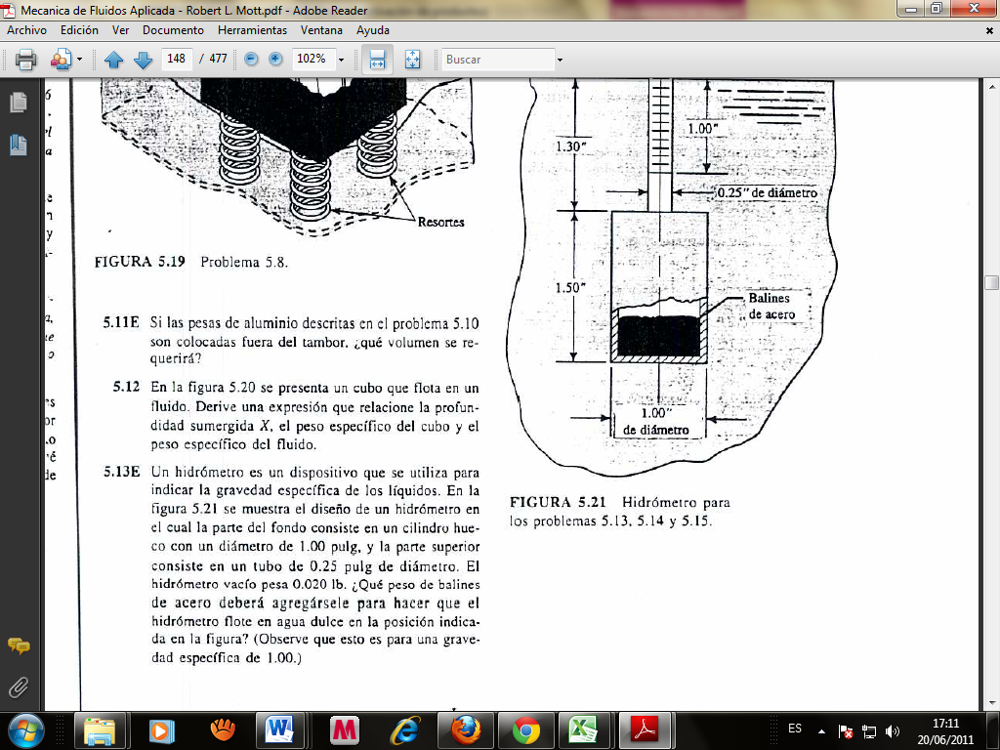 Mecanica de Fluidos Aplicada - Robert L. Mott.pdf - Adobe Reader
Archivo Edición Ver Documento Herramientas Ventana Ayuda
148 / 477 102% Buscar
Resortes
FIGURA 5.19 Problema 5.8.
5.11E Si las pesas de aluminio descritas en el problema 5.10
son colocadas fuera del tambor, ¿qué volumen se re-
querirá?
5.12 En la figura 5.20 se presenta un cubo que flota en un
fluido. Derive una expresión que relacione la profun-
didad sumergida X, el peso específico del cubo y el
peso específico del fluido.
5.13E Un hidrómetro es un dispositivo que se utiliza para
indicar la gravedad específica de los líquidos. En la
figura 5.21 se muestra el diseño de un hidrómetro en
el cual la parte del fondo consiste en un cilindro hue-
co con un diámetro de 1.00 pulg, y la parte superior
consiste en un tubo de 0.25 pulg de diámetro. El
hidrómetro vacío pesa 0.020 lb. ¿Qué peso de balines
de acero deberá agregársele para hacer que el
hidrómetro flote en agua dulce en la posición indica-
da en la figura? (Observe que esto es para una grave-
dad específica de 1.00.)
1.00"
1.30"
0.25" de diámetro
1.50"
Balines
de acero
1.00"
de diámetro
FIGURA 5.21 Hidrómetro para
los problemas 5.13, 5.14 y 5.15.
ES
17:11
20/06/2011